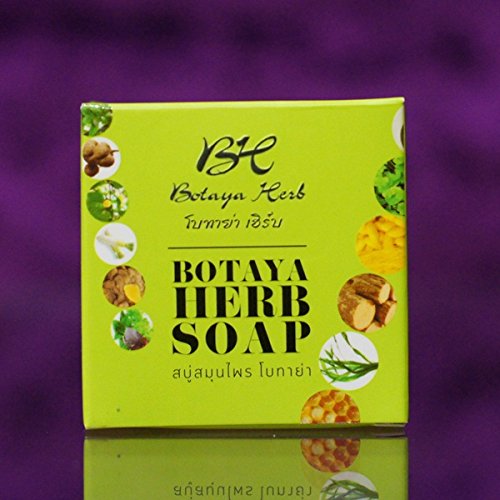 BH
Botaya Herb
โบทาย่า เฮิร์บ
BOTAYA
HERB
SOAP
สบู่สมุนไพร โบทาย่า